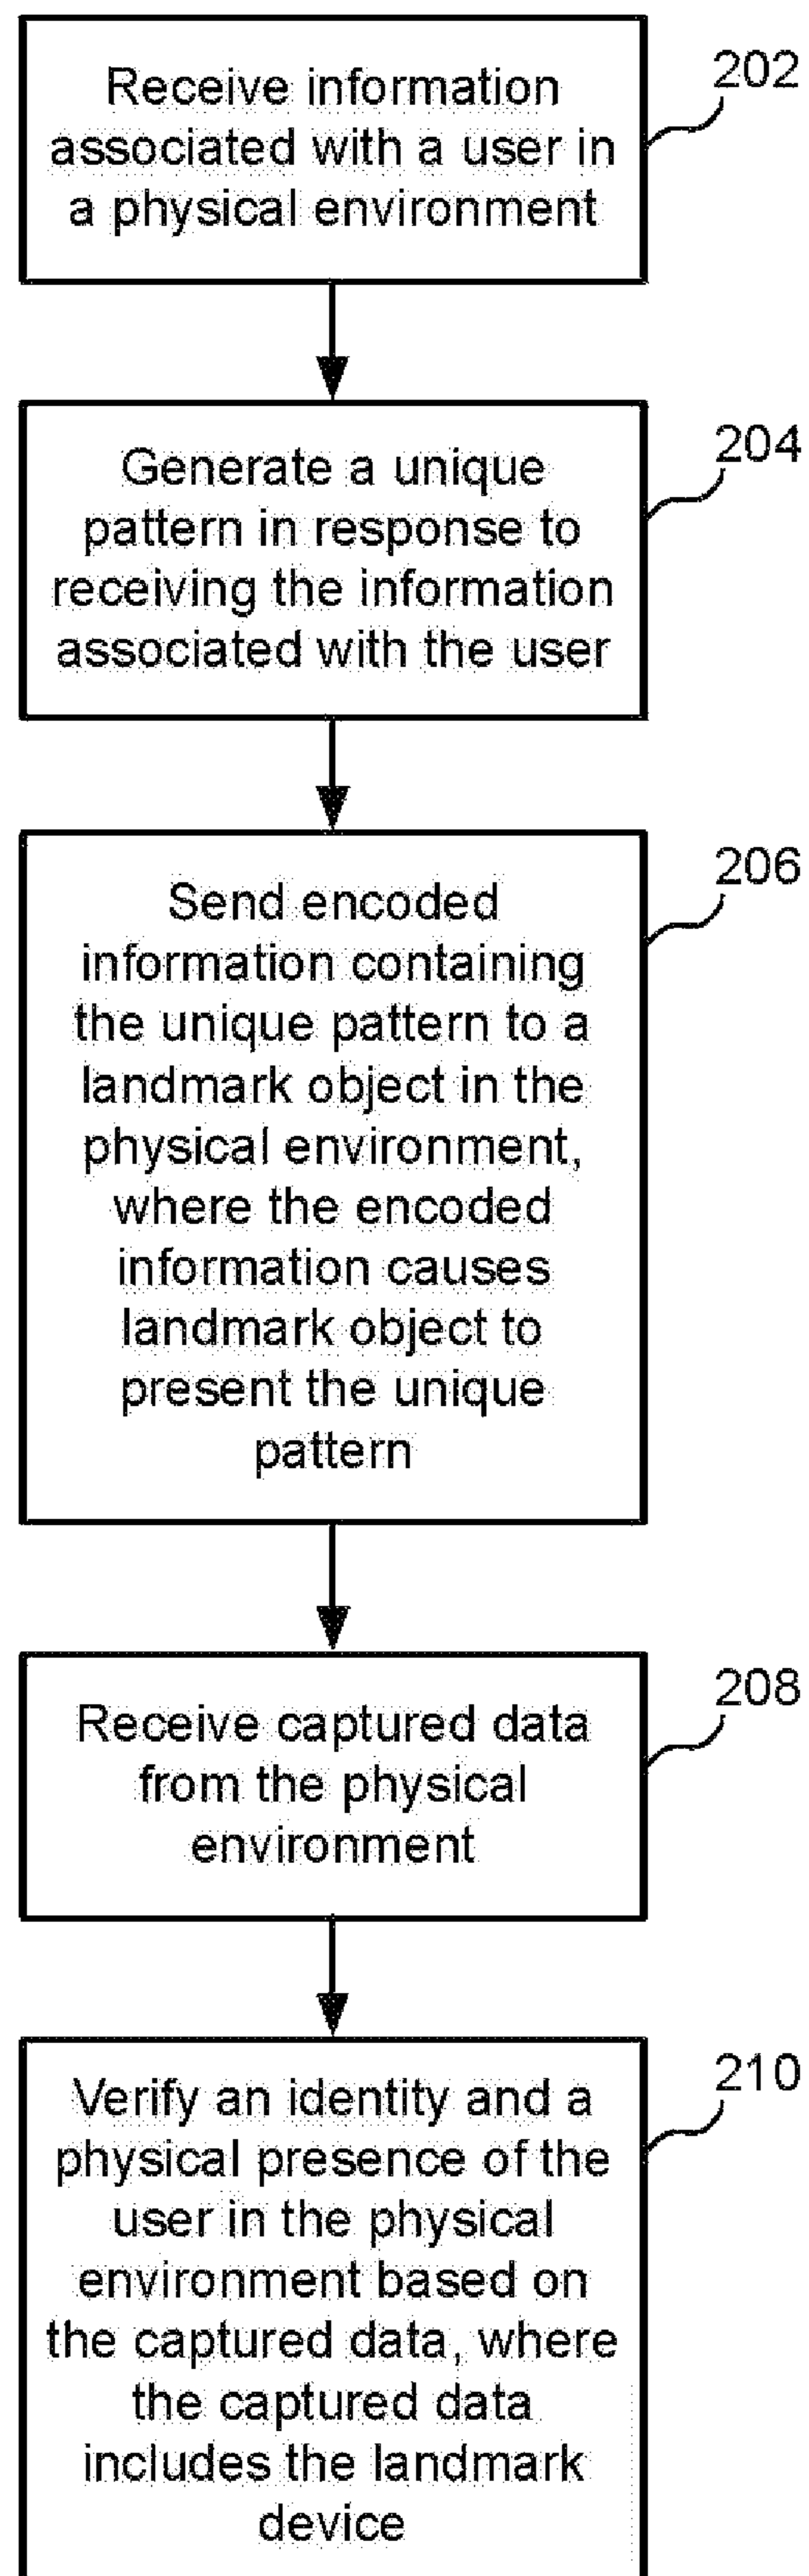 Receive information
associated with a user in
a physical environment
202
Generate a unique
pattern in response to
receiving the information
associated with the user
204
Send encoded
information containing
the unique pattern to a
landmark object in the
physical environment,
where the encoded
information causes
landmark object to
present the unique
pattern
206
Receive captured data
from the physical
environment
208
Verify an identity and a
physical presence of the
user in the physical
environment based on
the captured data, where
the captured data
includes the landmark
device
210